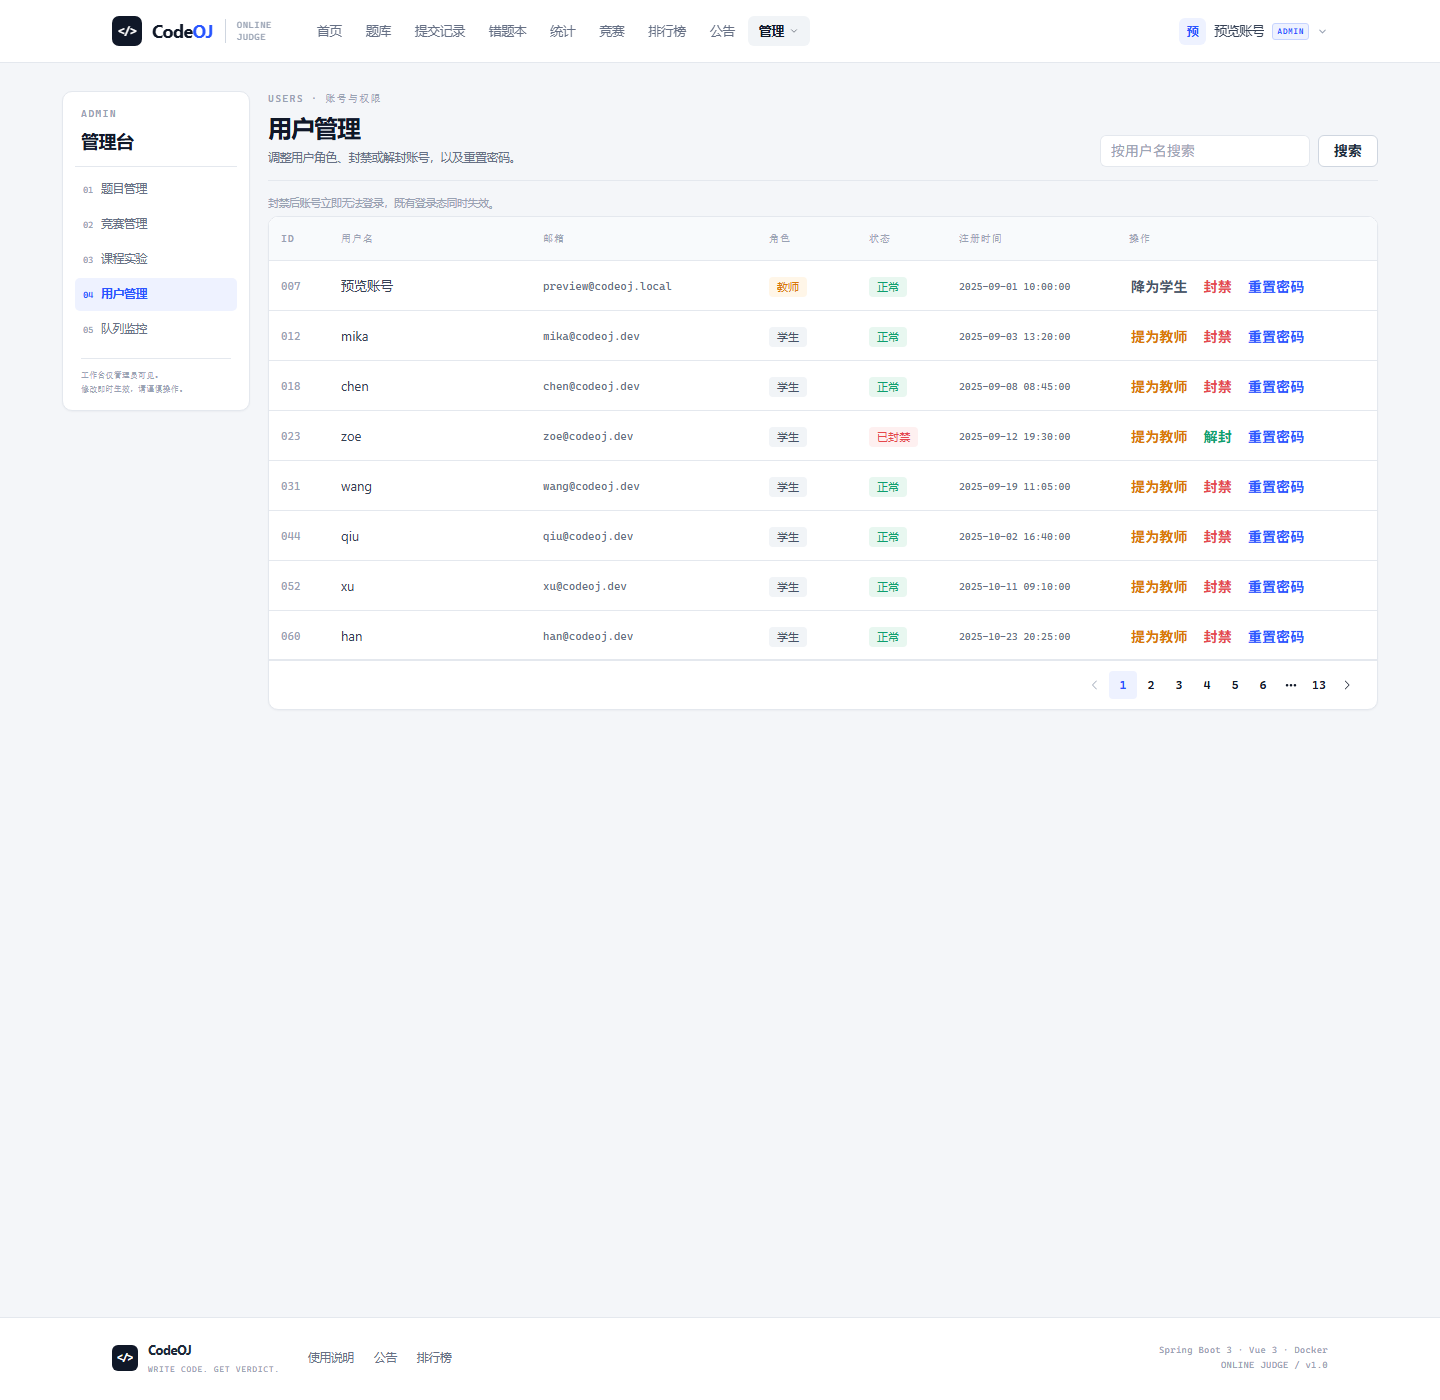 CodeOJ
ONLINE JUDGE
首页 题库 提交记录 错题本 统计 竞赛 排行榜 公告 管理
预 预览账号 ADMIN
ADMIN
管理台
01 题目管理
02 竞赛管理
03 课程实验
04 用户管理
05 队列监控
工作台仅管理员可见。
修改即时生效，请谨慎操作。
USERS · 账号与权限
用户管理
调整用户角色、封禁或解封账号，以及重置密码。
按用户名搜索 搜索
封禁后账号立即无法登录，既有登录态同时失效。
ID 用户名 邮箱 角色 状态 注册时间 操作
007 预览账号 preview@codeoj.local 教师 正常 2025-09-01 10:00:00 降为学生 封禁 重置密码
012 mika mika@codeoj.dev 学生 正常 2025-09-03 13:20:00 提为教师 封禁 重置密码
018 chen chen@codeoj.dev 学生 正常 2025-09-08 08:45:00 提为教师 封禁 重置密码
023 zoe zoe@codeoj.dev 学生 已封禁 2025-09-12 19:30:00 提为教师 解封 重置密码
031 wang wang@codeoj.dev 学生 正常 2025-09-19 11:05:00 提为教师 封禁 重置密码
044 qiu qiu@codeoj.dev 学生 正常 2025-10-02 16:40:00 提为教师 封禁 重置密码
052 xu xu@codeoj.dev 学生 正常 2025-10-11 09:10:00 提为教师 封禁 重置密码
060 han han@codeoj.dev 学生 正常 2025-10-23 20:25:00 提为教师 封禁 重置密码
1 2 3 4 5 6 ··· 13
CodeOJ
WRITE CODE. GET VERDICT.
使用说明 公告 排行榜
Spring Boot 3 · Vue 3 · Docker
ONLINE JUDGE / v1.0